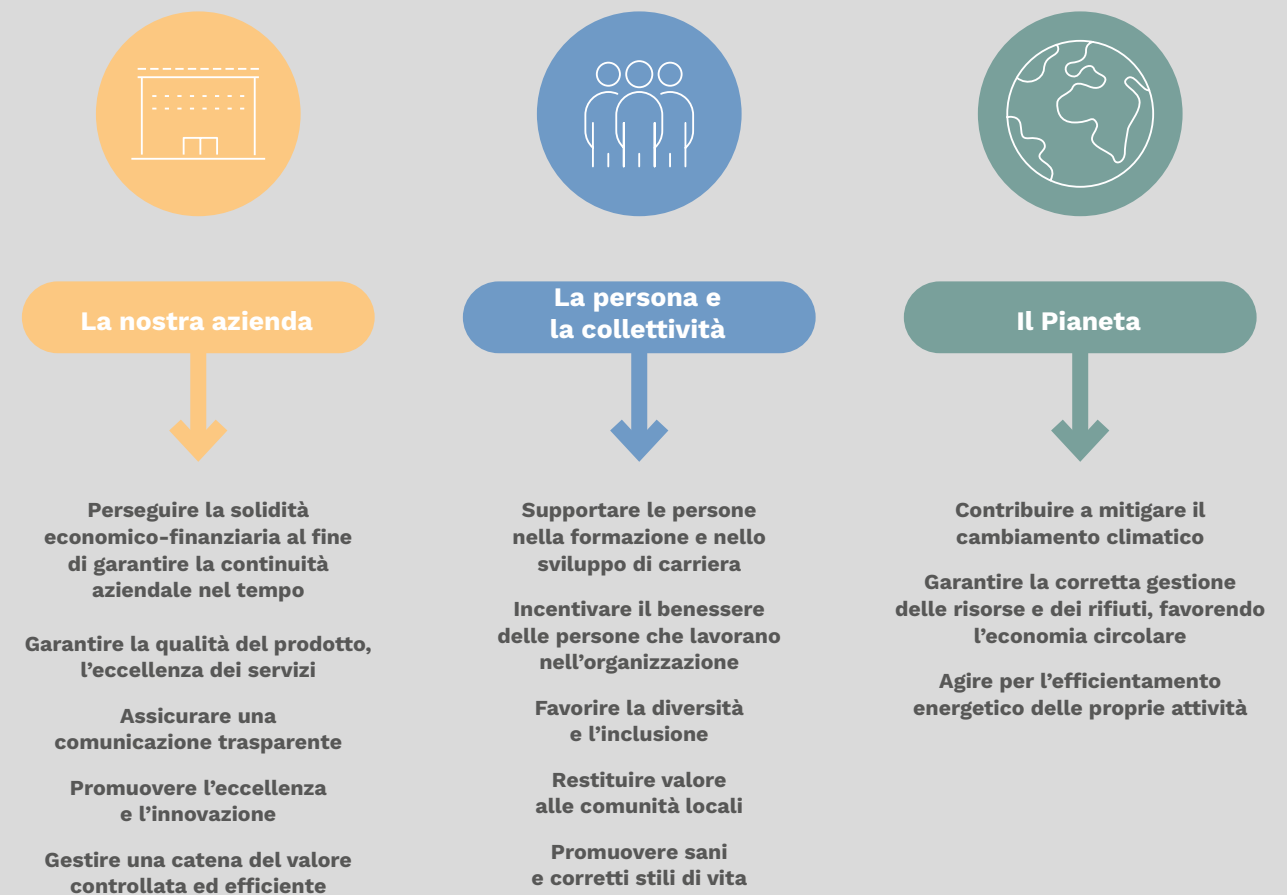 La nostra azienda
Perseguire la solidità
economico-finanziaria al fine
di garantire la continuità
aziendale nel tempo
Garantire la qualità del prodotto,
l’eccellenza dei servizi
Assicurare una
comunicazione trasparente
Promuovere l’eccellenza
e l’innovazione
Gestire una catena del valore
controllata ed efficiente
La persona e
la collettività
Supportare le persone
nella formazione e nello
sviluppo di carriera
Incentivare il benessere
delle persone che lavorano
nell’organizzazione
Favorire la diversità
e l’inclusione
Restituire valore
alle comunità locali
Promuovere sani
e corretti stili di vita
Il Pianeta
Contribuire a mitigare il
cambiamento climatico
Garantire la corretta gestione
delle risorse e dei rifiuti, favorendo
l’economia circolare
Agire per l’efficientamento
energetico delle proprie attività